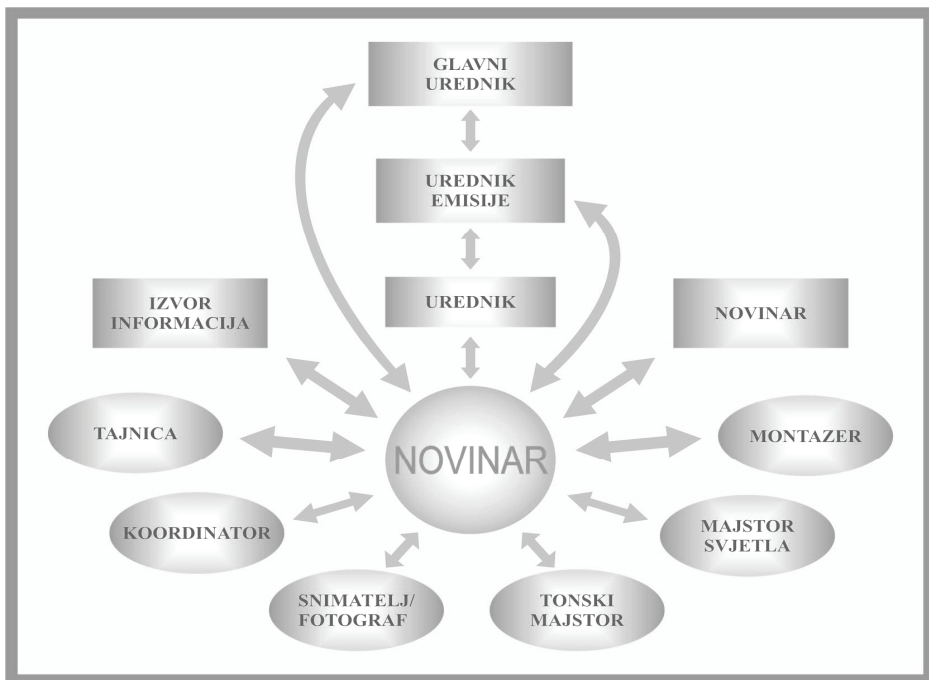 GLAVNI
UREDNIK
UREDNIK
EMISIJE
UREDNIK
IZVOR
INFORMACIJA
NOVINAR
TAJNICA
NOVINAR
MONTAZER
KOORDINATOR
MAJSTOR
SVJETLA
SNIMATELJ/
FOTOGRAF
TONSKI
MAJSTOR